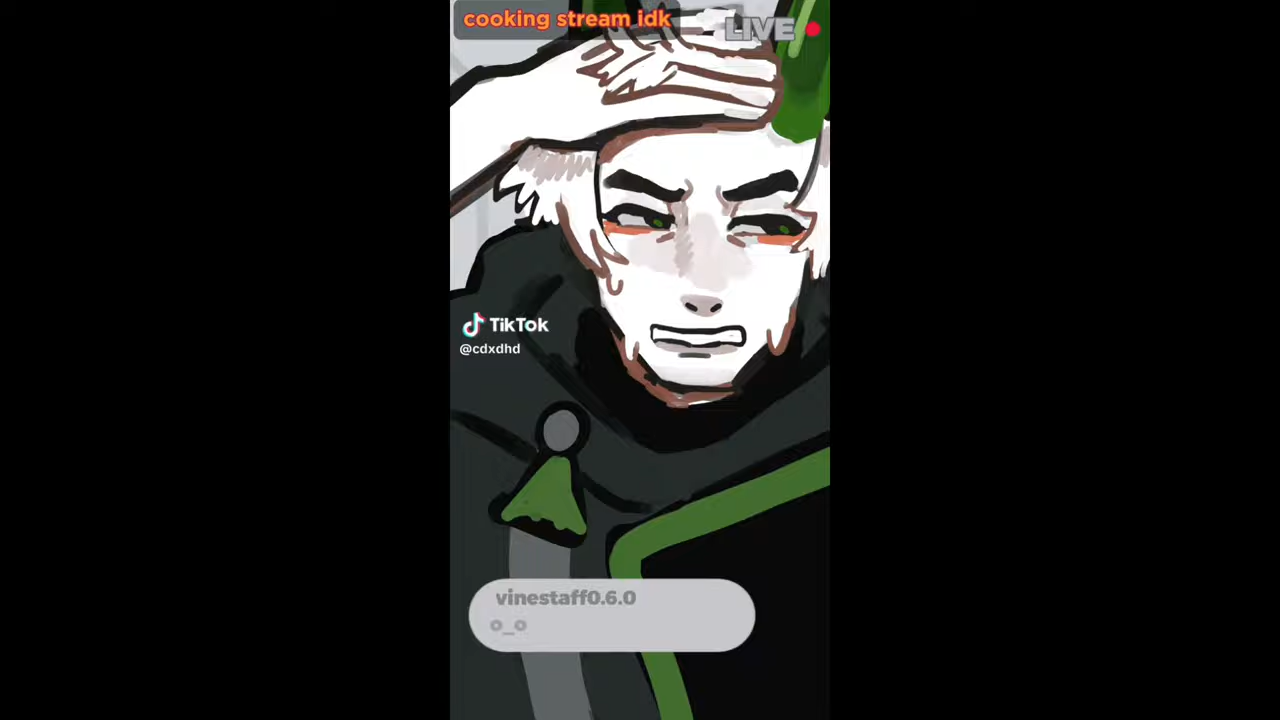 cooking stream idk
LIVE
TikTok
@cdxdhd
vinestaff0.6.0
o_o